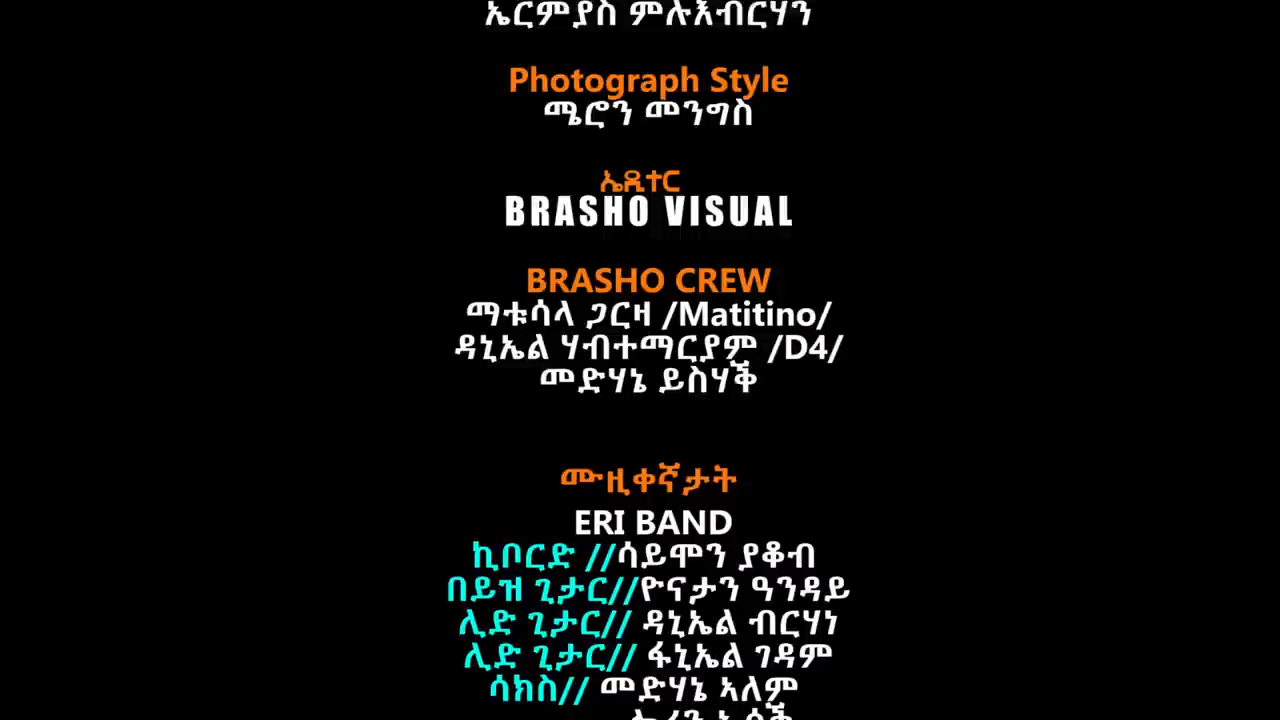 ኤርምያስ ምሉእብርሃን
Photograph Style
ሜሮን መንግስ
ኤዲተር
BRASHO VISUAL
BRASHO CREW
ማቱሳላ ጋርዛ /Matitino/
ዳኒኤል ሃብተማርያም /D4/
መድሃኔ ይስሃቕ
ሙዚቀኛታት
ERI BAND
ኪቦርድ //ሳይሞን ያቆብ
በይዝ ጊታር//ዮናታን ዓንዳይ
ሊድ ጊታር// ዳኒኤል ብርሃነ
ሊድ ጊታር// ፋኒኤል ገዳም
ሳክስ// መድሃኔ ኣለም